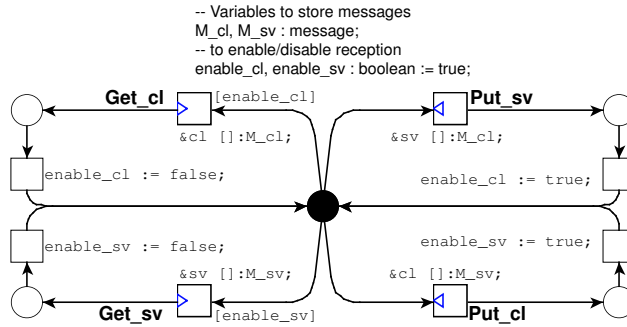 -- Variables to store messages
M_cl, M_sv : message;
-- to enable/disable reception
enable_cl, enable_sv : boolean := true;
Get_cl
[enable_cl]
Put_sv
&cl []:M_cl;
&sv []:M_cl;
enable_cl := false;
enable_cl := true;
enable_sv := false;
enable_sv := true;
&sv []:M_sv;
&cl []:M_sv;
Get_sv
[enable_sv]
Put_cl